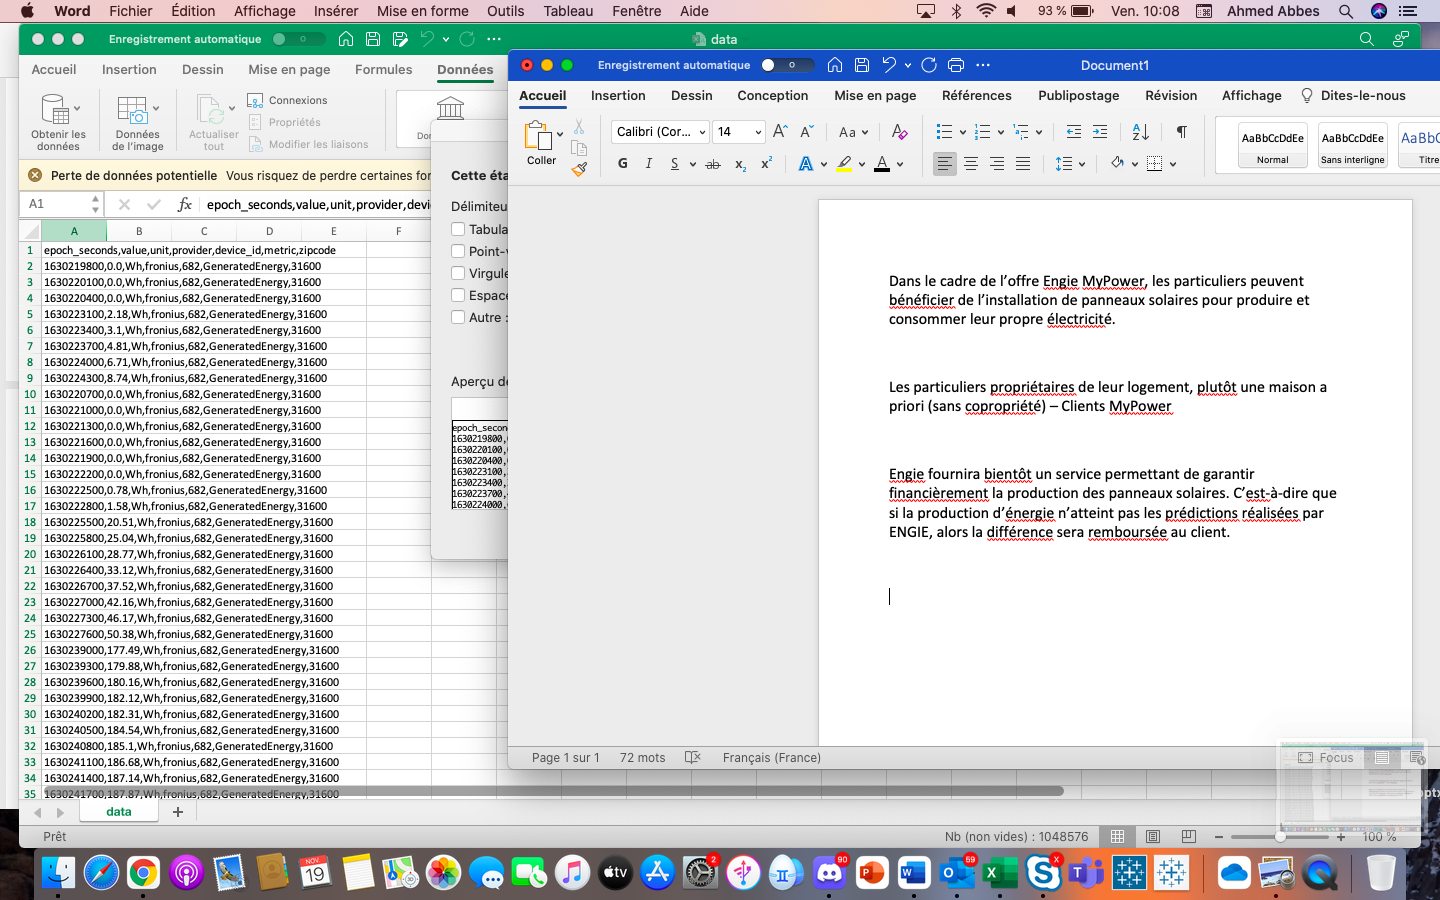 Word Fichier Édition Affichage Insérer Mise en forme Outils Tableau Fenêtre Aide 93 % Ven. 10:08 Ahmed Abbes
Enregistrement automatique data
Accueil Insertion Dessin Mise en page Formules Données
Obtenir les données
Données de l'image
Actualiser tout
Connexions
Propriétés
Modifier les liaisons
Perte de données potentielle Vous risquez de perdre certaines
A1 fx epoch_seconds,value,unit,provider
A B C D E F
1 epoch_seconds,value,unit,provider,device_id,metric,zipcode
2 1630219800,0.0,Wh,fronius,682,GeneratedEnergy,31600
3 1630220100,0.0,Wh,fronius,682,GeneratedEnergy,31600
4 1630220400,0.0,Wh,fronius,682,GeneratedEnergy,31600
5 1630223100,2.18,Wh,fronius,682,GeneratedEnergy,31600
6 1630223400,3.1,Wh,fronius,682,GeneratedEnergy,31600
7 1630223700,4.81,Wh,fronius,682,GeneratedEnergy,31600
8 1630224000,6.71,Wh,fronius,682,GeneratedEnergy,31600
9 1630224300,8.74,Wh,fronius,682,GeneratedEnergy,31600
10 1630220700,0.0,Wh,fronius,682,GeneratedEnergy,31600
11 1630221000,0.0,Wh,fronius,682,GeneratedEnergy,31600
12 1630221300,0.0,Wh,fronius,682,GeneratedEnergy,31600
13 1630221600,0.0,Wh,fronius,682,GeneratedEnergy,31600
14 1630221900,0.0,Wh,fronius,682,GeneratedEnergy,31600
15 1630222200,0.0,Wh,fronius,682,GeneratedEnergy,31600
16 1630222500,0.78,Wh,fronius,682,GeneratedEnergy,31600
17 1630222800,1.58,Wh,fronius,682,GeneratedEnergy,31600
18 1630225500,20.51,Wh,fronius,682,GeneratedEnergy,31600
19 1630225800,25.04,Wh,fronius,682,GeneratedEnergy,31600
20 1630226100,28.77,Wh,fronius,682,GeneratedEnergy,31600
21 1630226400,33.12,Wh,fronius,682,GeneratedEnergy,31600
22 1630226700,37.52,Wh,fronius,682,GeneratedEnergy,31600
23 1630227000,42.16,Wh,fronius,682,GeneratedEnergy,31600
24 1630227300,46.17,Wh,fronius,682,GeneratedEnergy,31600
25 1630227600,50.38,Wh,fronius,682,GeneratedEnergy,31600
26 1630239000,177.49,Wh,fronius,682,GeneratedEnergy,31600
27 1630239300,179.88,Wh,fronius,682,GeneratedEnergy,31600
28 1630239600,180.16,Wh,fronius,682,GeneratedEnergy,31600
29 1630239900,182.12,Wh,fronius,682,GeneratedEnergy,31600
30 1630240200,182.31,Wh,fronius,682,GeneratedEnergy,31600
31 1630240500,184.54,Wh,fronius,682,GeneratedEnergy,31600
32 1630240800,185.1,Wh,fronius,682,GeneratedEnergy,31600
33 1630241100,186.68,Wh,fronius,682,GeneratedEnergy,31600
34 1630241400,187.14,Wh,fronius,682,GeneratedEnergy,31600
35 1630241700,187.87,Wh,fronius,682,GeneratedEnergy,31600
data
Prêt Nb (non vides) : 1048576 100 %
Cette
Délimiteu
Tabula
Point-
Virgule
Espace
Autre :
Aperçu
epoch_secon
1630219800,
1630220100,
1630220400,
1630223100,
1630223400,
1630223700,
1630224000,
Enregistrement automatique Document1
Accueil Insertion Dessin Conception Mise en page Références Publipostage Révision Affichage Dites-le-nous
Coller
Calibri (Cor... 14
G I S ab x₂ x²
AaBbCcDdEe AaBbCcDdEe AaBbC
Normal Sans interligne Titre
Dans le cadre de l'offre Engie MyPower, les particuliers peuvent
bénéficier de l'installation de panneaux solaires pour produire et
consommer leur propre électricité.
Les particuliers propriétaires de leur logement, plutôt une maison a
priori (sans copropriété) – Clients MyPower
Engie fournira bientôt un service permettant de garantir
financièrement la production des panneaux solaires. C'est-à-dire que
si la production d'énergie n'atteint pas les prédictions réalisées par
ENGIE, alors la différence sera remboursée au client.
Page 1 sur 1 72 mots Français (France) Focus
NOV. 19 tv 2 90 59 X